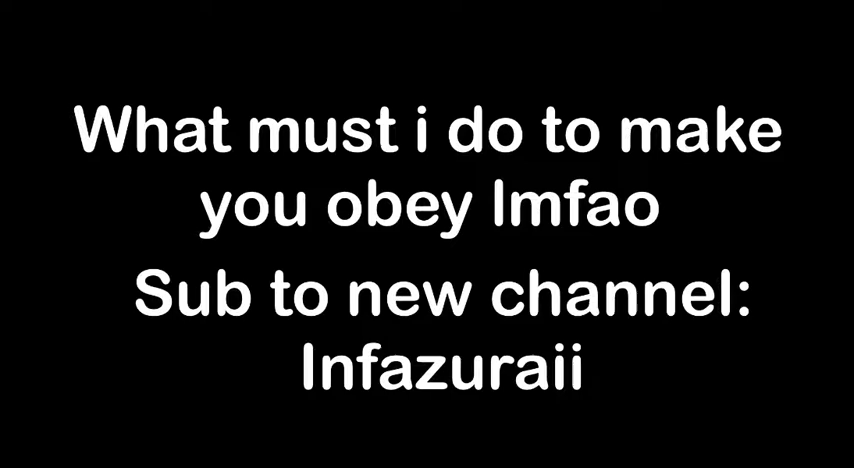 What must i do to make
you obey lmfao
Sub to new channel:
Infazuraii